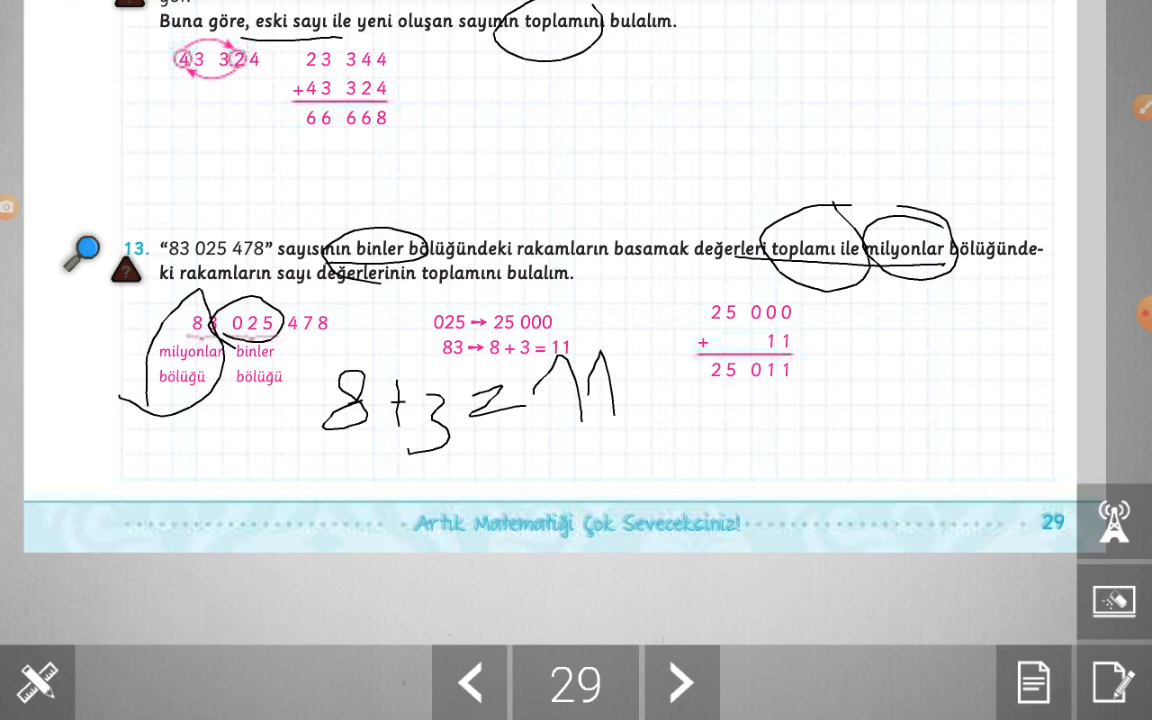 Buna göre, eski sayı ile yeni oluşan sayının toplamını bulalım.
43 324
23 344
+43 324
66 668
13. “83 025 478” sayısının binler bölüğündeki rakamların basamak değerleri toplamı ile milyonlar bölüğünde-
ki rakamların sayı değerlerinin toplamını bulalım.
83 025 478
milyonlar binler
bölüğü bölüğü
025 → 25 000
83 → 8 + 3 = 11
25 000
+ 11
25 011
8+3=11
Artık Matematiği Çok Seveceksiniz!
29
29